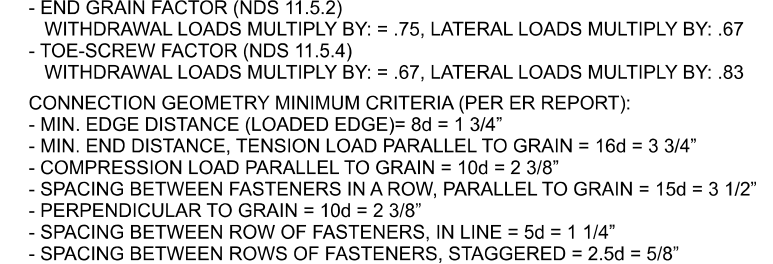 - END GRAIN FACTOR (NDS 11.5.2)
WITHDRAWAL LOADS MULTIPLY BY: = .75, LATERAL LOADS MULTIPLY BY: .67
- TOE-SCREW FACTOR (NDS 11.5.4)
WITHDRAWAL LOADS MULTIPLY BY: = .67, LATERAL LOADS MULTIPLY BY: .83
CONNECTION GEOMETRY MINIMUM CRITERIA (PER ER REPORT):
- MIN. EDGE DISTANCE (LOADED EDGE)= 8d = 1 3/4”
- MIN. END DISTANCE, TENSION LOAD PARALLEL TO GRAIN = 16d = 3 3/4”
- COMPRESSION LOAD PARALLEL TO GRAIN = 10d = 2 3/8”
- SPACING BETWEEN FASTENERS IN A ROW, PARALLEL TO GRAIN = 15d = 3 1/2”
- PERPENDICULAR TO GRAIN = 10d = 2 3/8”
- SPACING BETWEEN ROW OF FASTENERS, IN LINE = 5d = 1 1/4”
- SPACING BETWEEN ROWS OF FASTENERS, STAGGERED = 2.5d = 5/8”